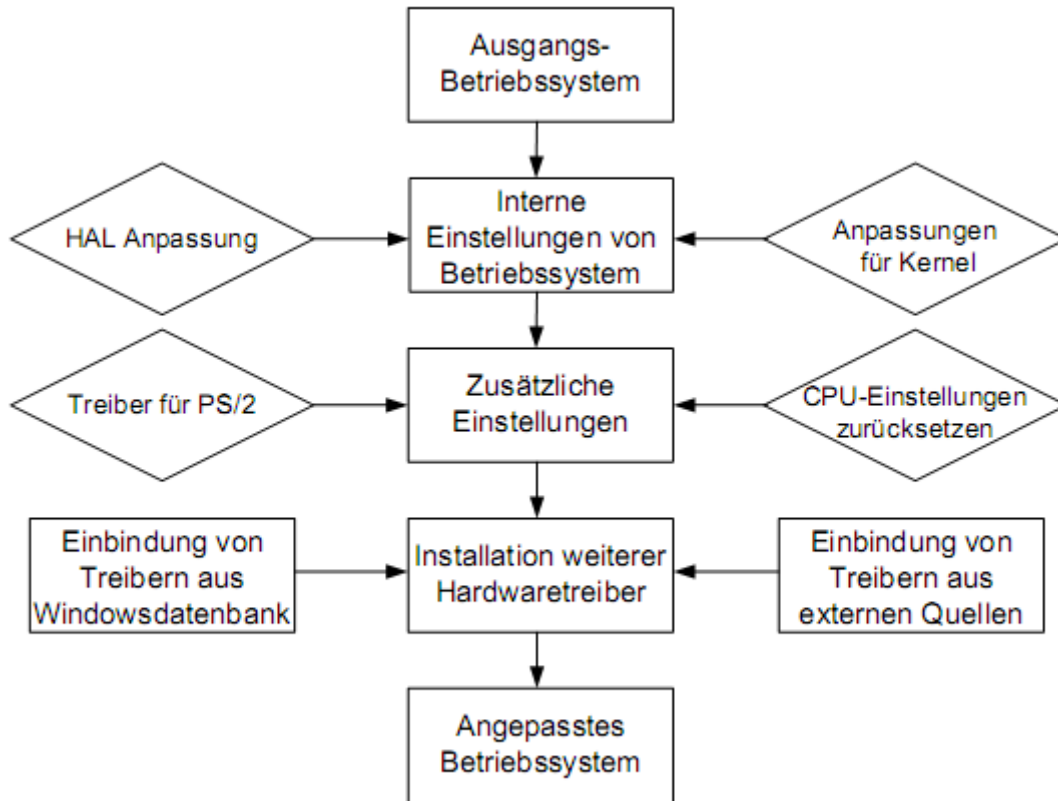 Ausgangs-
Betriebssystem
HAL Anpassung
Interne
Einstellungen von
Betriebssystem
Anpassungen
für Kernel
Treiber für PS/2
Zusätzliche
Einstellungen
CPU-Einstellungen
zurücksetzen
Einbindung von
Treibern aus
Windowsdatenbank
Installation weiterer
Hardwaretreiber
Einbindung von
Treibern aus
externen Quellen
Angepasstes
Betriebssystem